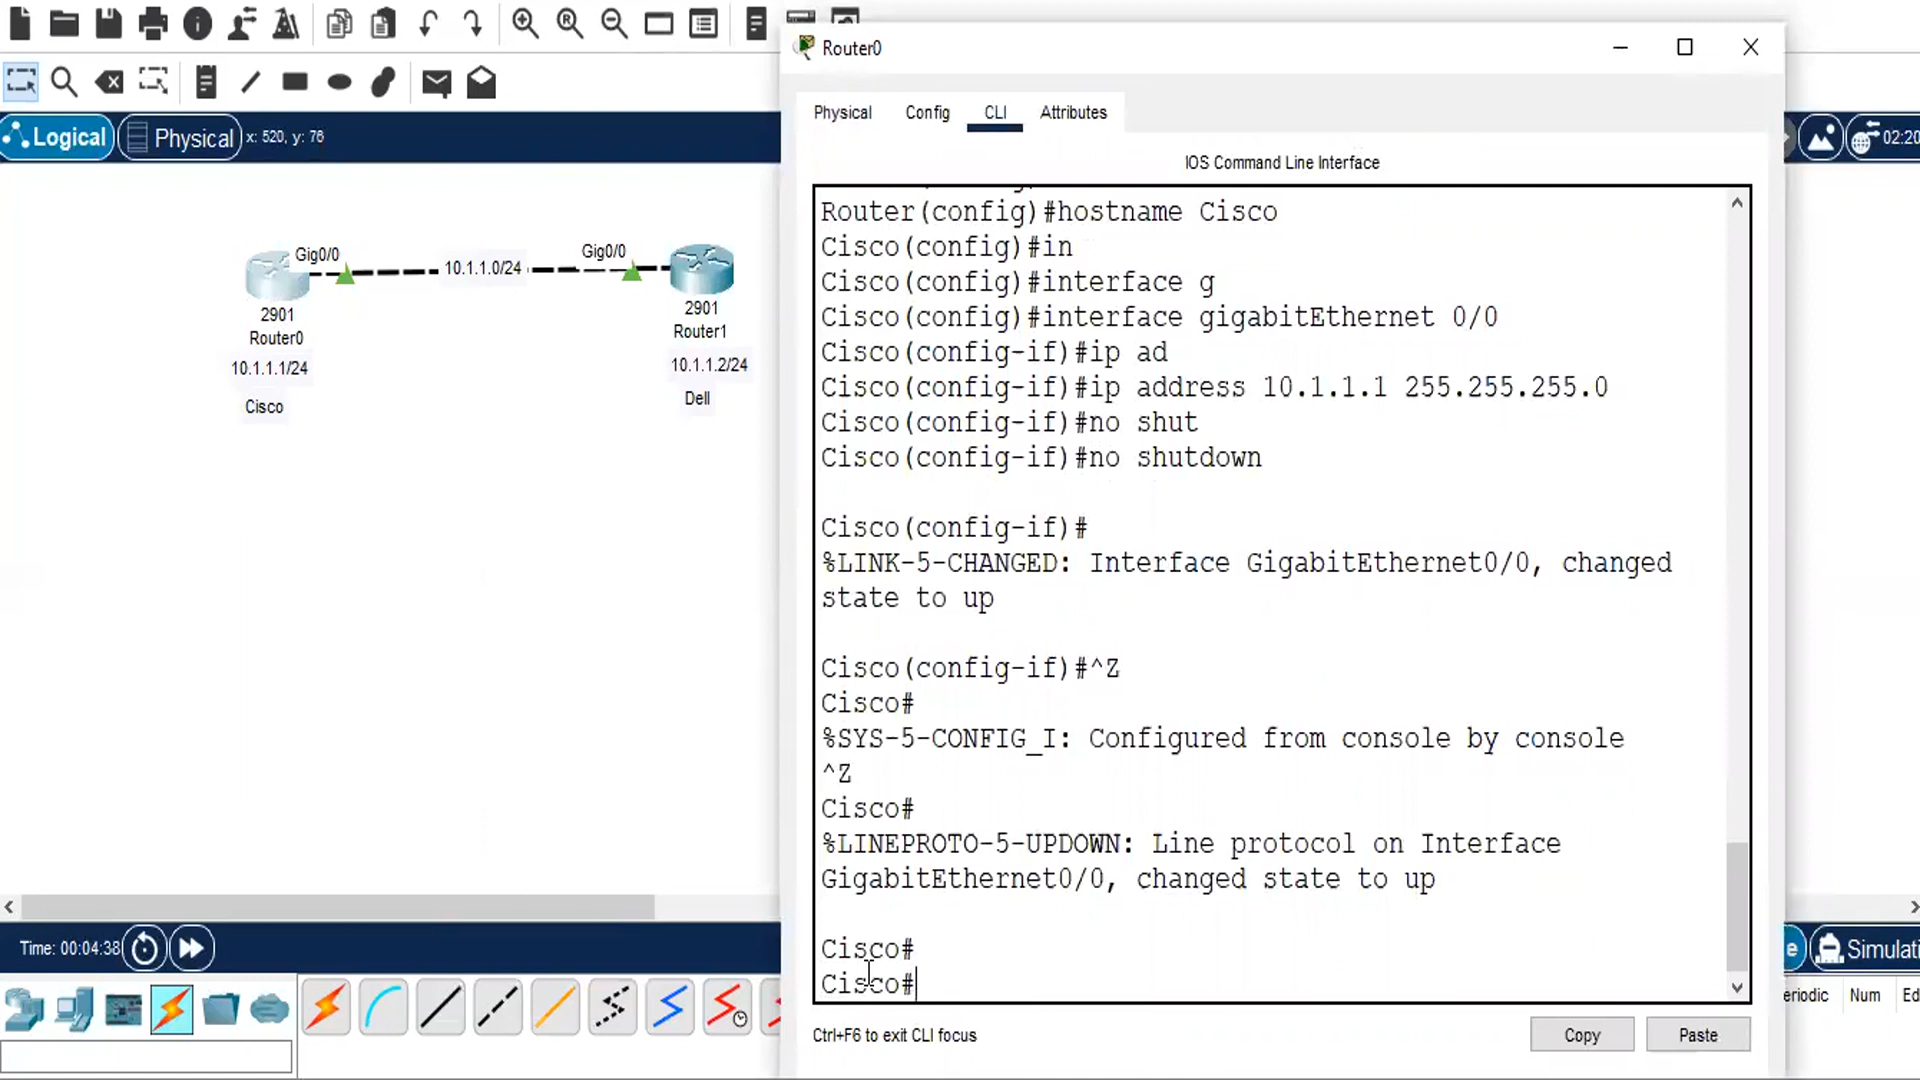 Router0
Physical Config CLI Attributes
Logical Physical x: 520, y: 76
02:20
IOS Command Line Interface
Router(config)#hostname Cisco
Cisco(config)#in
Cisco(config)#interface g
Cisco(config)#interface gigabitEthernet 0/0
Cisco(config-if)#ip ad
Cisco(config-if)#ip address 10.1.1.1 255.255.255.0
Cisco(config-if)#no shut
Cisco(config-if)#no shutdown
Cisco(config-if)#
%LINK-5-CHANGED: Interface GigabitEthernet0/0, changed
state to up
Cisco(config-if)#^Z
Cisco#
%SYS-5-CONFIG_I: Configured from console by console
^Z
Cisco#
%LINEPROTO-5-UPDOWN: Line protocol on Interface
GigabitEthernet0/0, changed state to up
Cisco#
Cisco#
Ctrl+F6 to exit CLI focus
Copy
Paste
Gig0/0
10.1.1.0/24
Gig0/0
2901
Router0
10.1.1.1/24
Cisco
2901
Router1
10.1.1.2/24
Dell
Time: 00:04:38
e
Simulati
eriodic Num Ed